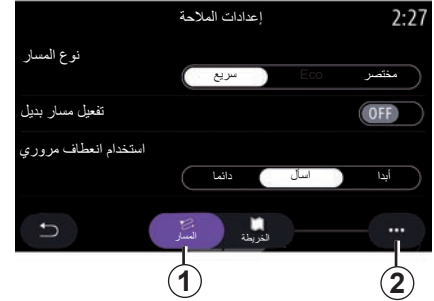 إعدادات الملاحة 2:27
نوع المسار
مختصر Eco سريع
تفعيل مسار بديل
OFF
استخدام انعطاف مروري
أبدا اسأل دائما
المسار الخريطة
1 2